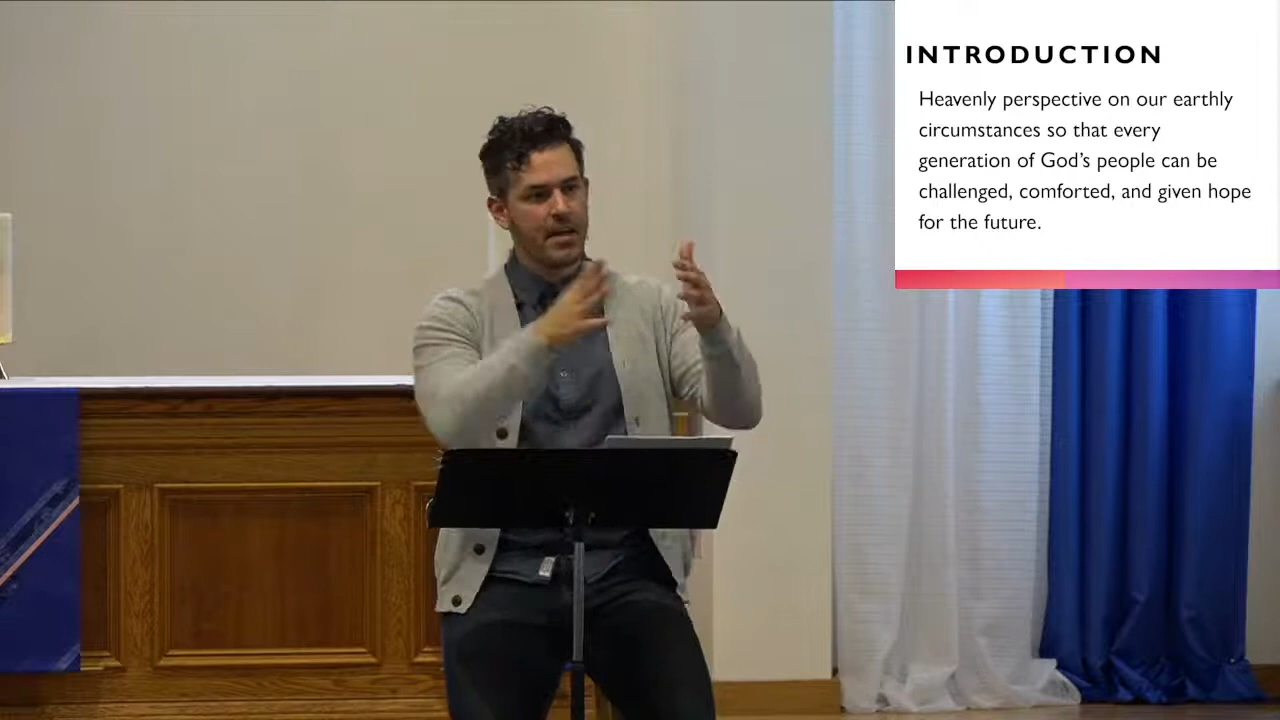 INTRODUCTION
Heavenly perspective on our earthly
circumstances so that every
generation of God's people can be
challenged, comforted, and given hope
for the future.